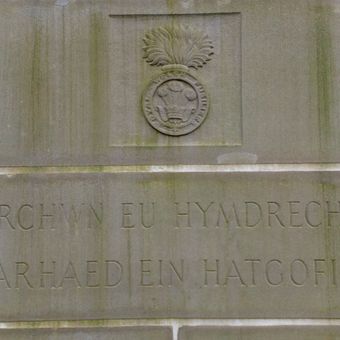 RCHWN EU HYMDRECH
ARHAED EIN HATGOFI